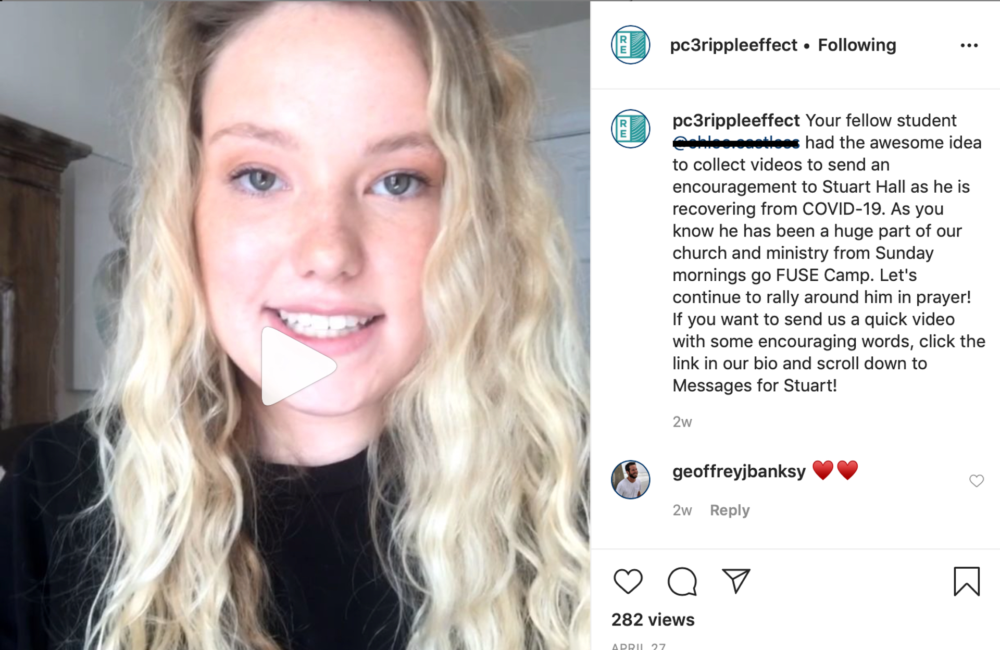 R
E
pc3rippleeffect • Following
R
E
pc3rippleeffect Your fellow student
had the awesome idea
to collect videos to send an
encouragement to Stuart Hall as he is
recovering from COVID-19. As you
know he has been a huge part of our
church and ministry from Sunday
mornings go FUSE Camp. Let's
continue to rally around him in prayer!
If you want to send us a quick video
with some encouraging words, click the
link in our bio and scroll down to
Messages for Stuart!
2w
geoffreyjbanksy ♥️♥️
2w Reply
282 views
APRIL 27